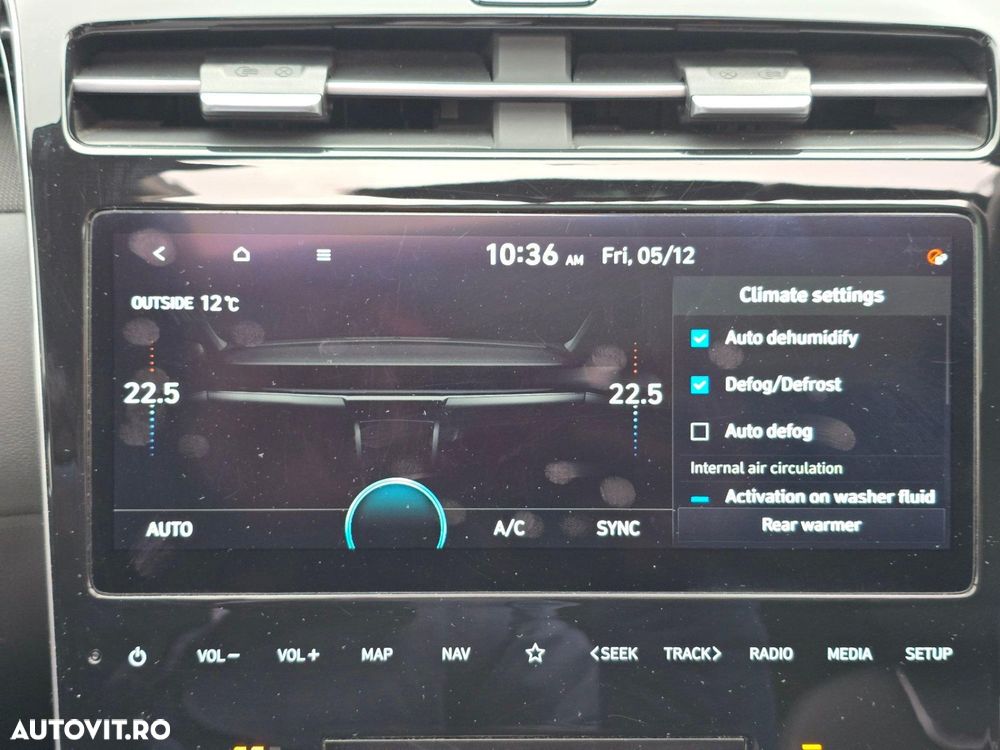 10:36 AM Fri, 05/12
OUTSIDE 12°C
Climate settings
Auto dehumidify
Defog/Defrost
Auto defog
Internal air circulation
Activation on washer fluid
Rear warmer
22.5
22.5
AUTO
A/C
SYNC
VOL− VOL+ MAP NAV <SEEK TRACK> RADIO MEDIA SETUP
AUTOVIT.RO